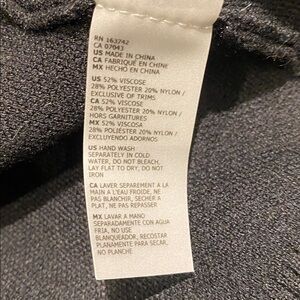 RN 163742
CA 07043
US MADE IN CHINA
CA FABRIQUÉ EN CHINE
MX HECHO EN CHINA
US 52% VISCOSE
28% POLYESTER 20% NYLON /
EXCLUSIVE OF TRIMS
CA 52% VISCOSE
28% POLYESTER 20% NYLON /
HORS GARNITURES
MX 52% VISCOSA
28% POLIÉSTER 20% NYLON /
EXCLUYENDO ADORNOS
US HAND WASH
SEPARATELY IN COLD
WATER, DO NOT BLEACH,
LAY FLAT TO DRY, DO NOT
IRON
CA LAVER SEPAREMENT A LA
MAIN A L'EAU FROIDE, NE
PAS BLANCHIR, SECHER A
PLAT, NE PAS REPASSER
MX LAVAR A MANO
SEPARADAMENTE CON AGUA
FRIA, NO USE
BLANQUEADOR, RECOSTAR
PLANAMENTE PARA SECAR,
NO PLANCHE